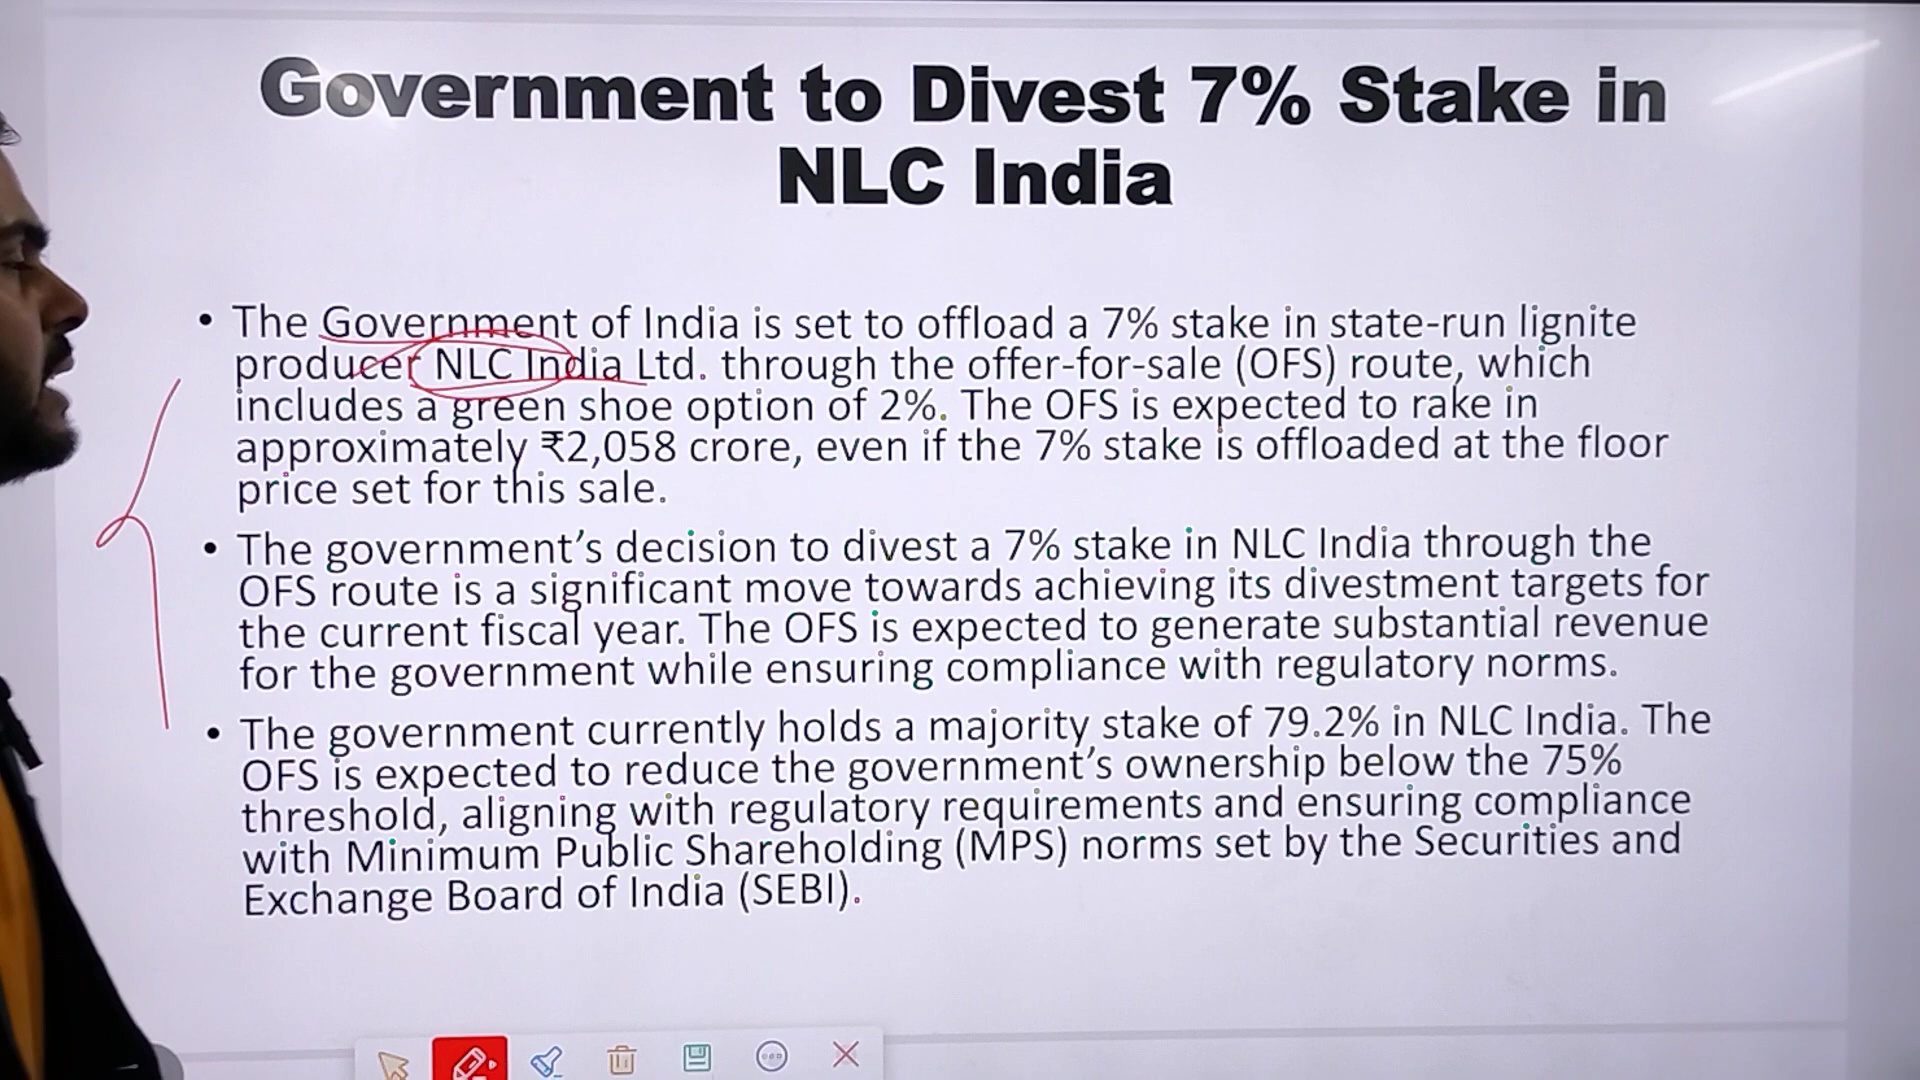 Government to Divest 7% Stake in
NLC India
• The Government of India is set to offload a 7% stake in state-run lignite
producer NLC India Ltd. through the offer-for-sale (OFS) route, which
includes a green shoe option of 2%. The OFS is expected to rake in
approximately ₹2,058 crore, even if the 7% stake is offloaded at the floor
price set for this sale.
• The government’s decision to divest a 7% stake in NLC India through the
OFS route is a significant move towards achieving its divestment targets for
the current fiscal year. The OFS is expected to generate substantial revenue
for the government while ensuring compliance with regulatory norms.
• The government currently holds a majority stake of 79.2% in NLC India. The
OFS is expected to reduce the government’s ownership below the 75%
threshold, aligning with regulatory requirements and ensuring compliance
with Minimum Public Shareholding (MPS) norms set by the Securities and
Exchange Board of India (SEBI).